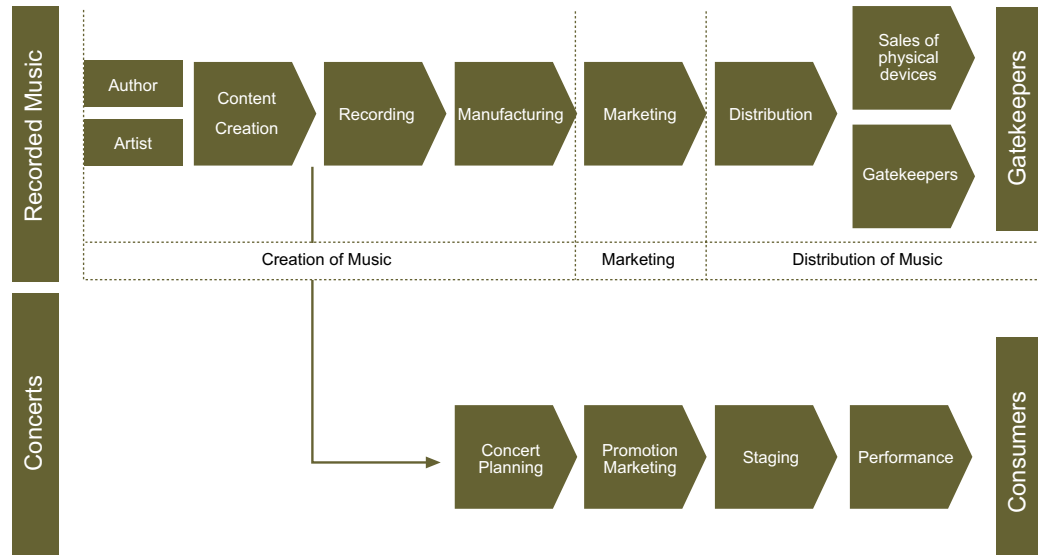 Recorded Music
Author
Artist
Content
Creation
Recording
Manufacturing
Marketing
Distribution
Sales of
physical
devices
Gatekeepers
Gatekeepers
Creation of Music
Marketing
Distribution of Music
Concerts
Concert
Planning
Promotion
Marketing
Staging
Performance
Consumers